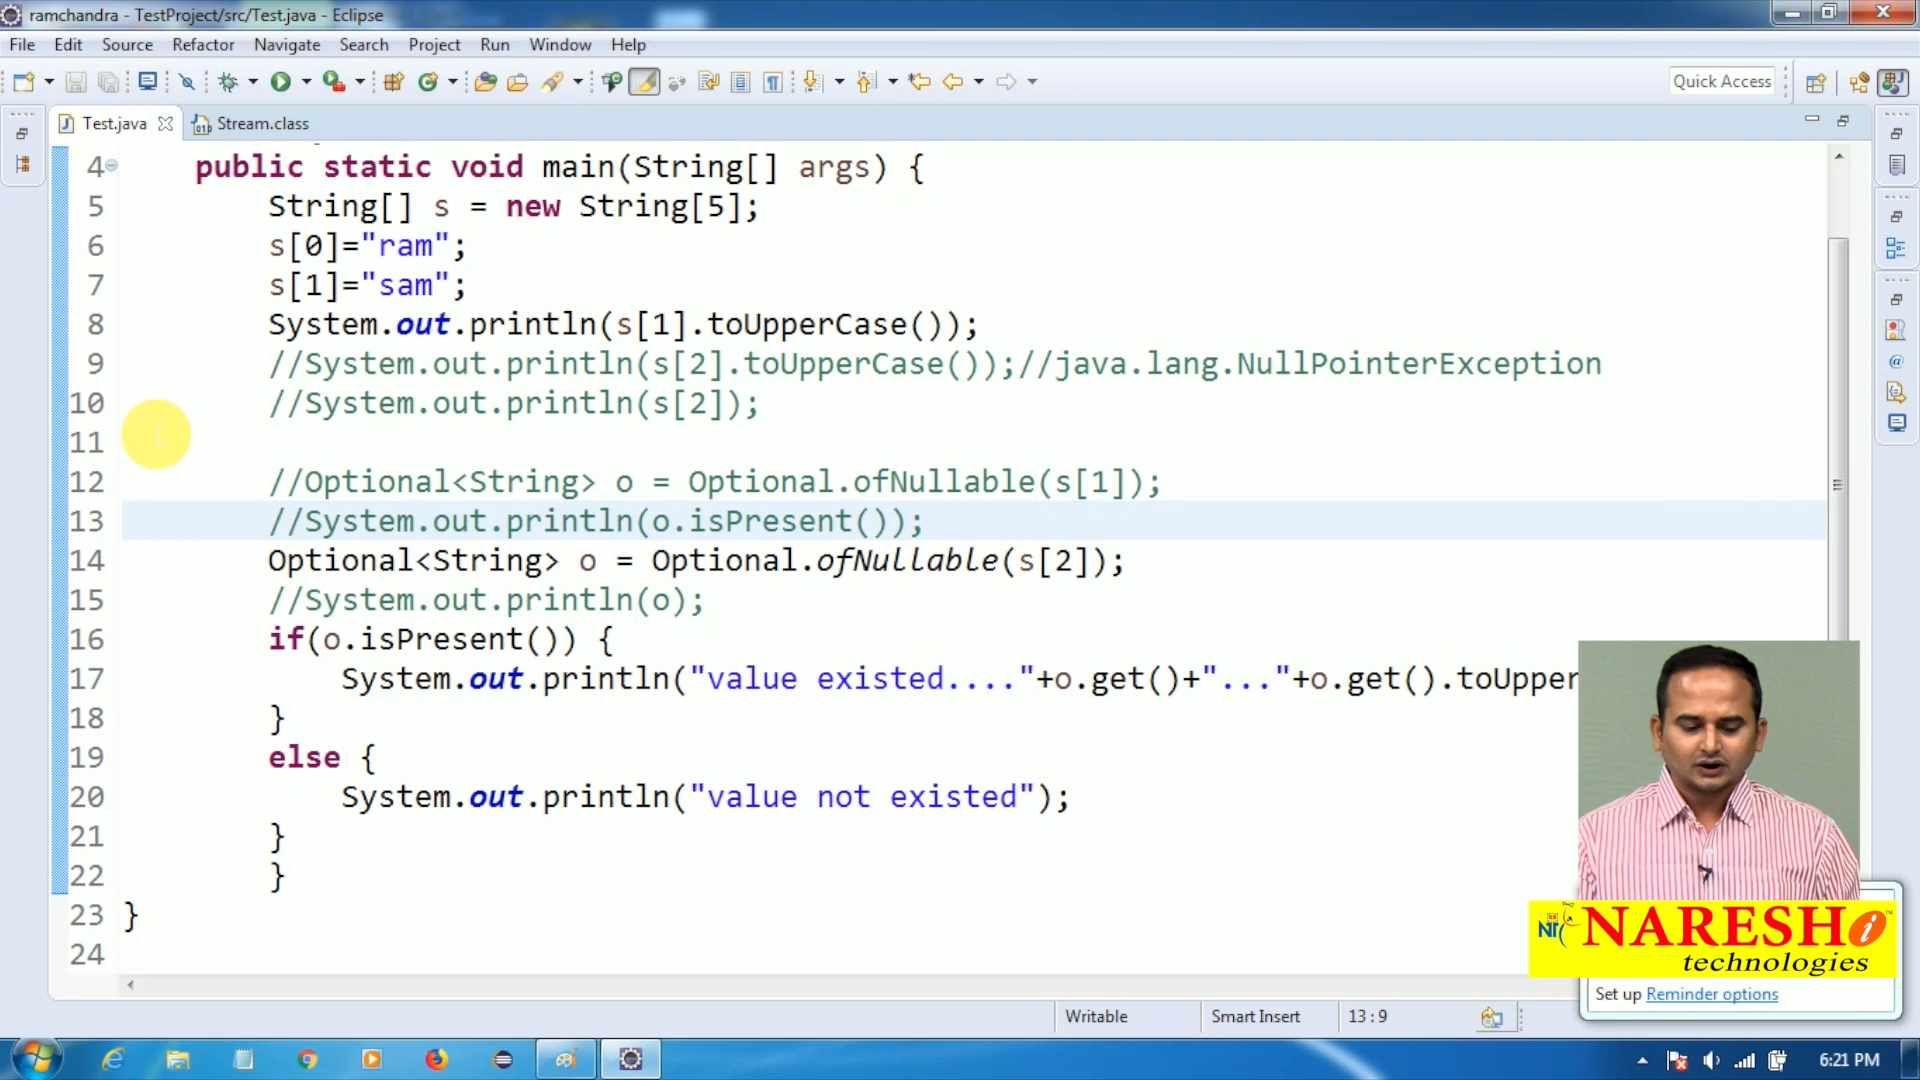 ramchandra - TestProject/src/Test.java - Eclipse
File Edit Source Refactor Navigate Search Project Run Window Help
Quick Access
Test.java Stream.class
4 public static void main(String[] args) {
5 String[] s = new String[5];
6 s[0]="ram";
7 s[1]="sam";
8 System.out.println(s[1].toUpperCase());
9 //System.out.println(s[2].toUpperCase());//java.lang.NullPointerException
10 //System.out.println(s[2]);
11
12 //Optional<String> o = Optional.ofNullable(s[1]);
13 //System.out.println(o.isPresent());
14 Optional<String> o = Optional.ofNullable(s[2]);
15 //System.out.println(o);
16 if(o.isPresent()) {
17 System.out.println("value existed...."+o.get()+"..."+o.get().toUpper
18 }
19 else {
20 System.out.println("value not existed");
21 }
22 }
23 }
24
NARESH i
technologies
Set up Reminder options
Writable Smart Insert 13 : 9
6:21 PM